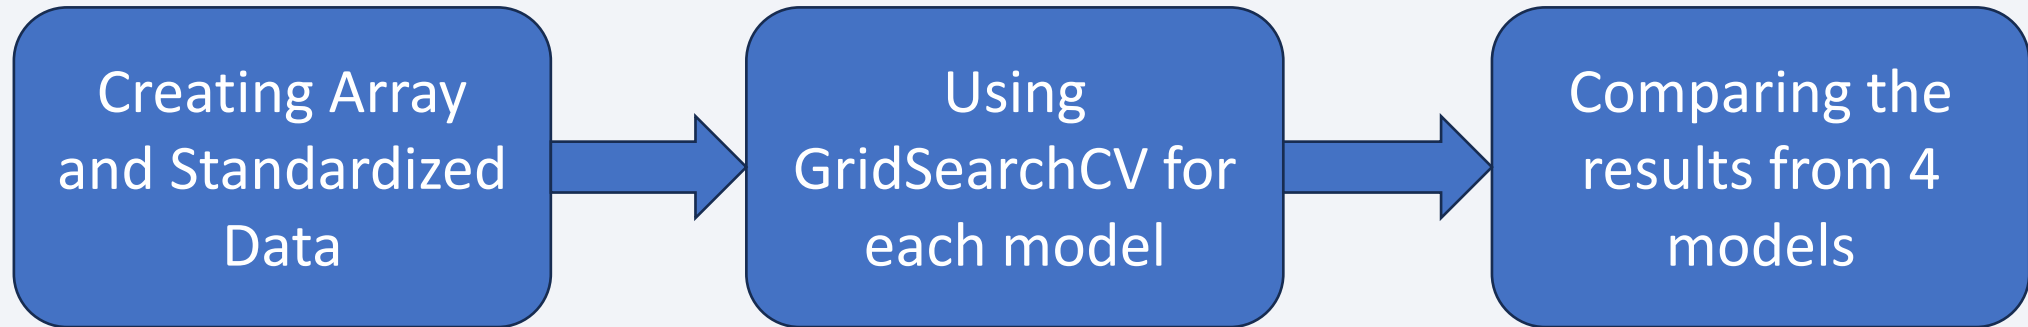 Creating Array
and Standardized
Data
Using
GridSearchCV for
each model
Comparing the
results from 4
models